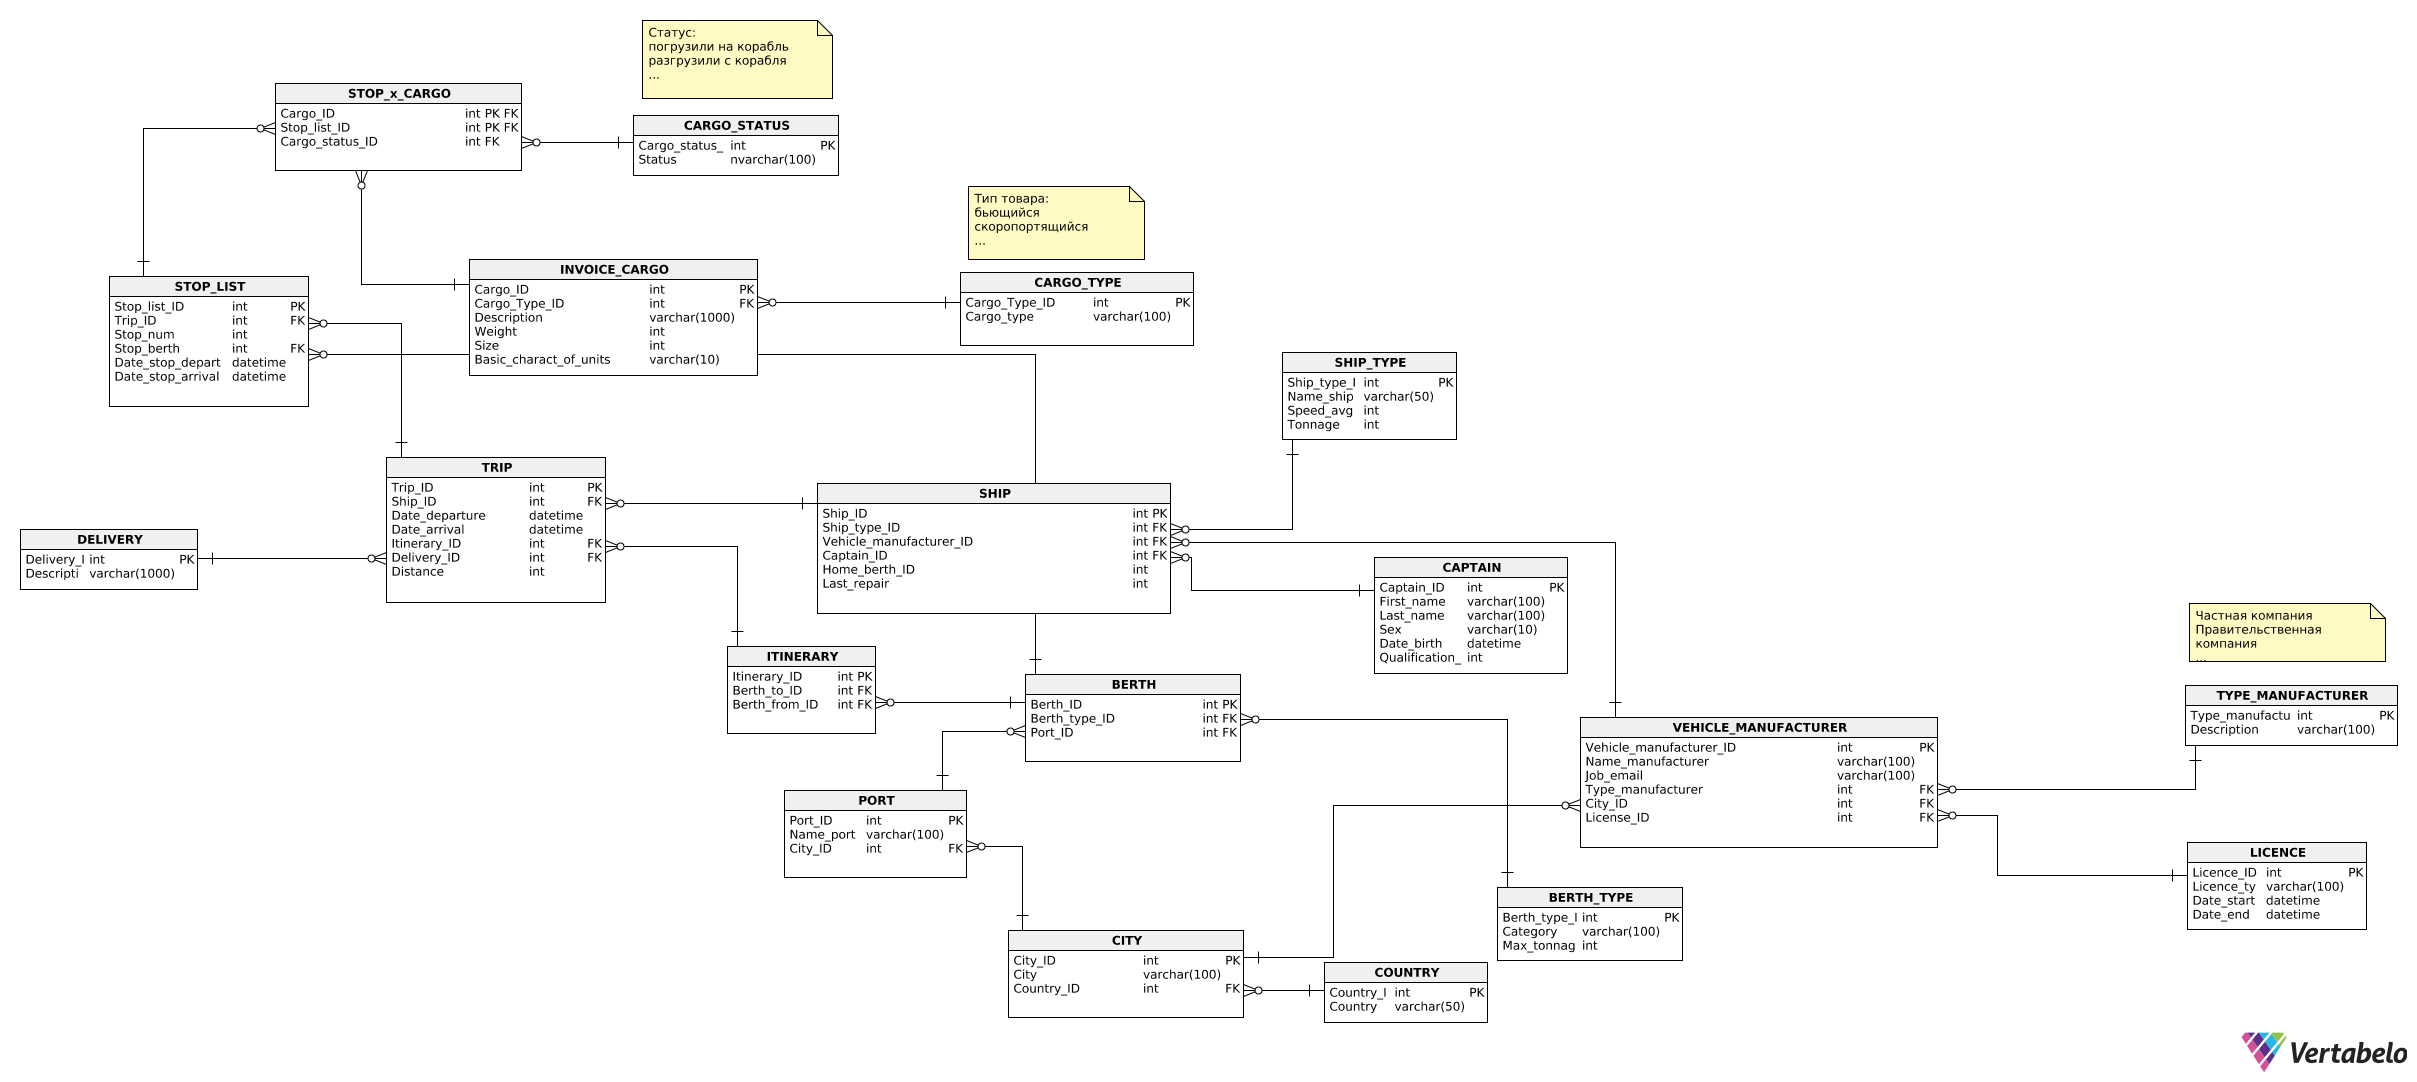 Статус:
погрузили на корабль
разгрузили с корабля
...
STOP_x_CARGO
Cargo_ID int PK FK
Stop_list_ID int PK FK
Cargo_status_ID int FK
CARGO_STATUS
Cargo_status_ int PK
Status nvarchar(100)
Тип товара:
бьющийся
скоропортящийся
...
INVOICE_CARGO
Cargo_ID int PK
Cargo_Type_ID int FK
Description varchar(1000)
Weight int
Size int
Basic_charact_of_units varchar(10)
CARGO_TYPE
Cargo_Type_ID int PK
Cargo_type varchar(100)
STOP_LIST
Stop_list_ID int PK
Trip_ID int FK
Stop_num int
Stop_berth int FK
Date_stop_depart datetime
Date_stop_arrival datetime
SHIP_TYPE
Ship_type_I int PK
Name_ship varchar(50)
Speed_avg int
Tonnage int
TRIP
Trip_ID int PK
Ship_ID int FK
Date_departure datetime
Date_arrival datetime
Itinerary_ID int FK
Delivery_ID int FK
Distance int
SHIP
Ship_ID int PK
Ship_type_ID int FK
Vehicle_manufacturer_ID int FK
Captain_ID int FK
Home_berth_ID int
Last_repair int
DELIVERY
Delivery_I int PK
Descripti varchar(1000)
CAPTAIN
Captain_ID int PK
First_name varchar(100)
Last_name varchar(100)
Sex varchar(10)
Date_birth datetime
Qualification_ int
Частная компания
Правительственная
компания
...
ITINERARY
Itinerary_ID int PK
Berth_to_ID int FK
Berth_from_ID int FK
BERTH
Berth_ID int PK
Berth_type_ID int FK
Port_ID int FK
TYPE_MANUFACTURER
Type_manufactu int PK
Description varchar(100)
VEHICLE_MANUFACTURER
Vehicle_manufacturer_ID int PK
Name_manufacturer varchar(100)
Job_email varchar(100)
Type_manufacturer int FK
City_ID int FK
License_ID int FK
PORT
Port_ID int PK
Name_port varchar(100)
City_ID int FK
LICENCE
Licence_ID int PK
Licence_ty varchar(100)
Date_start datetime
Date_end datetime
BERTH_TYPE
Berth_type_I int PK
Category varchar(100)
Max_tonnag int
CITY
City_ID int PK
City varchar(100)
Country_ID int FK
COUNTRY
Country_I int PK
Country varchar(50)
Vertabelo